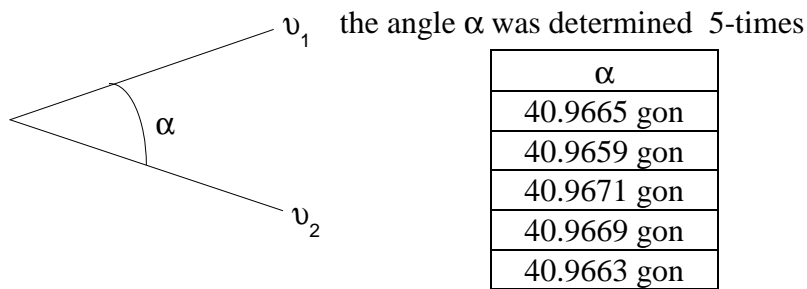 υ1 the angle α was determined 5-times
α
α
40.9665 gon
40.9659 gon
40.9671 gon
40.9669 gon
40.9663 gon
υ2